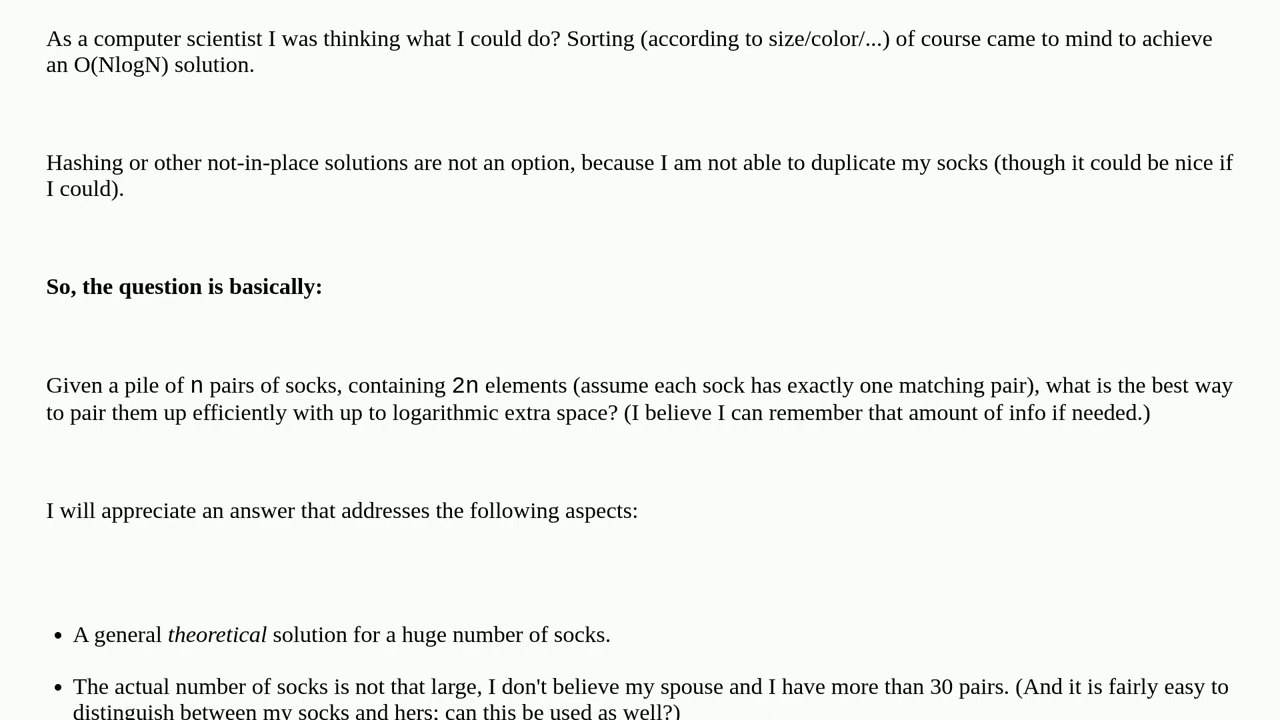 As a computer scientist I was thinking what I could do? Sorting (according to size/color/...) of course came to mind to achieve
an O(NlogN) solution.
Hashing or other not-in-place solutions are not an option, because I am not able to duplicate my socks (though it could be nice if
I could).
So, the question is basically:
Given a pile of n pairs of socks, containing 2n elements (assume each sock has exactly one matching pair), what is the best way
to pair them up efficiently with up to logarithmic extra space? (I believe I can remember that amount of info if needed.)
I will appreciate an answer that addresses the following aspects:
• A general theoretical solution for a huge number of socks.
• The actual number of socks is not that large, I don't believe my spouse and I have more than 30 pairs. (And it is fairly easy to
distinguish between my socks and hers; can this be used as well?)